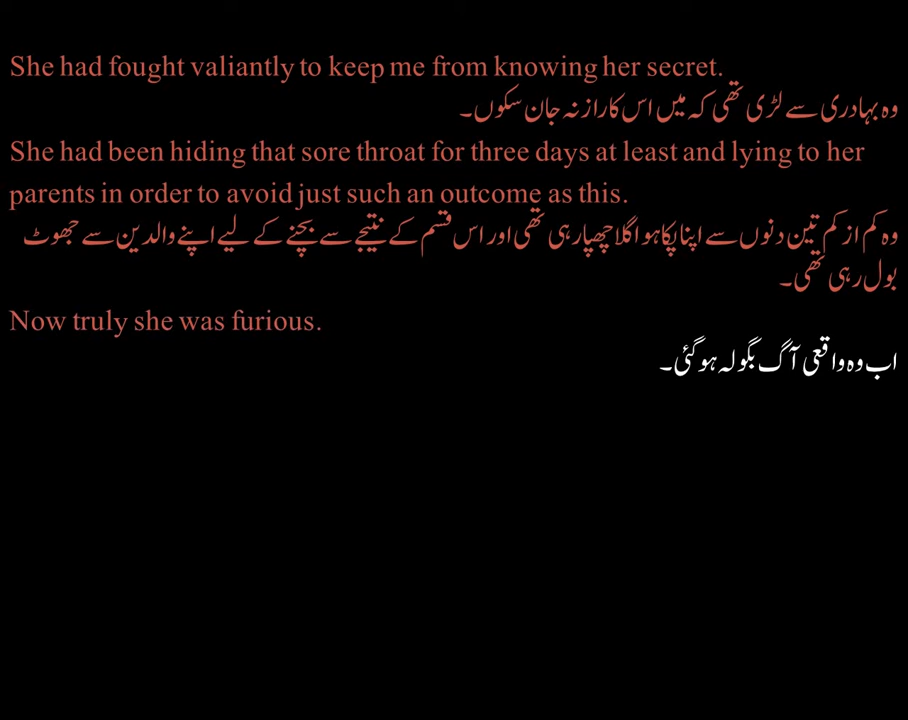 She had fought valiantly to keep me from knowing her secret.
وہ بہادری سے لڑی تھی کہ میں اس کا راز نہ جان سکوں۔
She had been hiding that sore throat for three days at least and lying to her
parents in order to avoid just such an outcome as this.
وہ کم از کم تین دنوں سے اپنا پکا ہوا گلا چھپا رہی تھی اور اس قسم کے نتیجے سے بچنے کے لیے اپنے والدین سے جھوٹ
بول رہی تھی۔
Now truly she was furious.
اب وہ واقعی آگ بگولہ ہو گئی۔